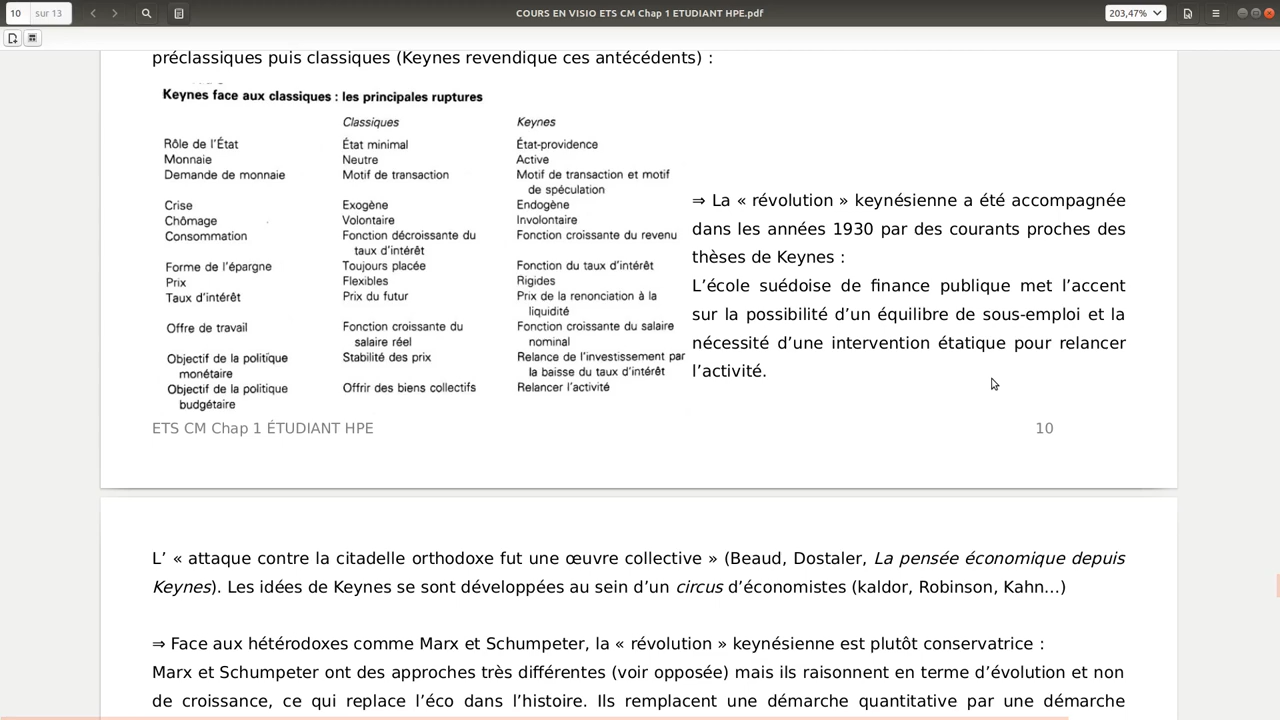 10 sur 13 COURS EN VISIO ETS CM Chap 1 ETUDIANT HPE.pdf 203,47%
préclassiques puis classiques (Keynes revendique ces antécédents) :
Keynes face aux classiques : les principales ruptures
Classiques Keynes
Rôle de l'État État minimal État-providence
Monnaie Neutre Active
Demande de monnaie Motif de transaction Motif de transaction et motif
de spéculation
Crise Exogène Endogène
Chômage Volontaire Involontaire
Consommation Fonction décroissante du Fonction croissante du revenu
taux d'intérêt
Forme de l'épargne Toujours placée Fonction du taux d'intérêt
Prix Flexibles Rigides
Taux d'intérêt Prix du futur Prix de la renonciation à la
liquidité
Offre de travail Fonction croissante du Fonction croissante du salaire
salaire réel nominal
Objectif de la politique Stabilité des prix Relance de l'investissement par
monétaire la baisse du taux d'intérêt
Objectif de la politique Offrir des biens collectifs Relancer l'activité
budgétaire
⇒ La « révolution » keynésienne a été accompagnée
dans les années 1930 par des courants proches des
thèses de Keynes :
L'école suédoise de finance publique met l'accent
sur la possibilité d'un équilibre de sous-emploi et la
nécessité d'une intervention étatique pour relancer
l'activité.
ETS CM Chap 1 ÉTUDIANT HPE 10
L' « attaque contre la citadelle orthodoxe fut une œuvre collective » (Beaud, Dostaler, La pensée économique depuis
Keynes). Les idées de Keynes se sont développées au sein d'un circus d'économistes (kaldor, Robinson, Kahn...)
⇒ Face aux hétérodoxes comme Marx et Schumpeter, la « révolution » keynésienne est plutôt conservatrice :
Marx et Schumpeter ont des approches très différentes (voir opposée) mais ils raisonnent en terme d'évolution et non
de croissance, ce qui replace l'éco dans l'histoire. Ils remplacent une démarche quantitative par une démarche